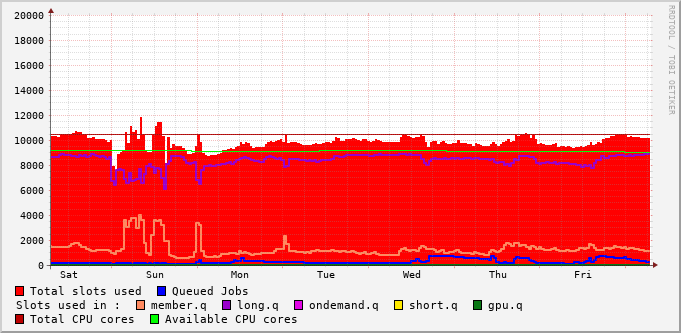 20000
18000
16000
14000
12000
10000
8000
6000
4000
2000
0
Sat Sun Mon Tue Wed Thu Fri
Total slots used Queued Jobs
Slots used in : member.q long.q ondemand.q short.q gpu.q
Total CPU cores Available CPU cores
RRDTOOL / TOBI OETIKER